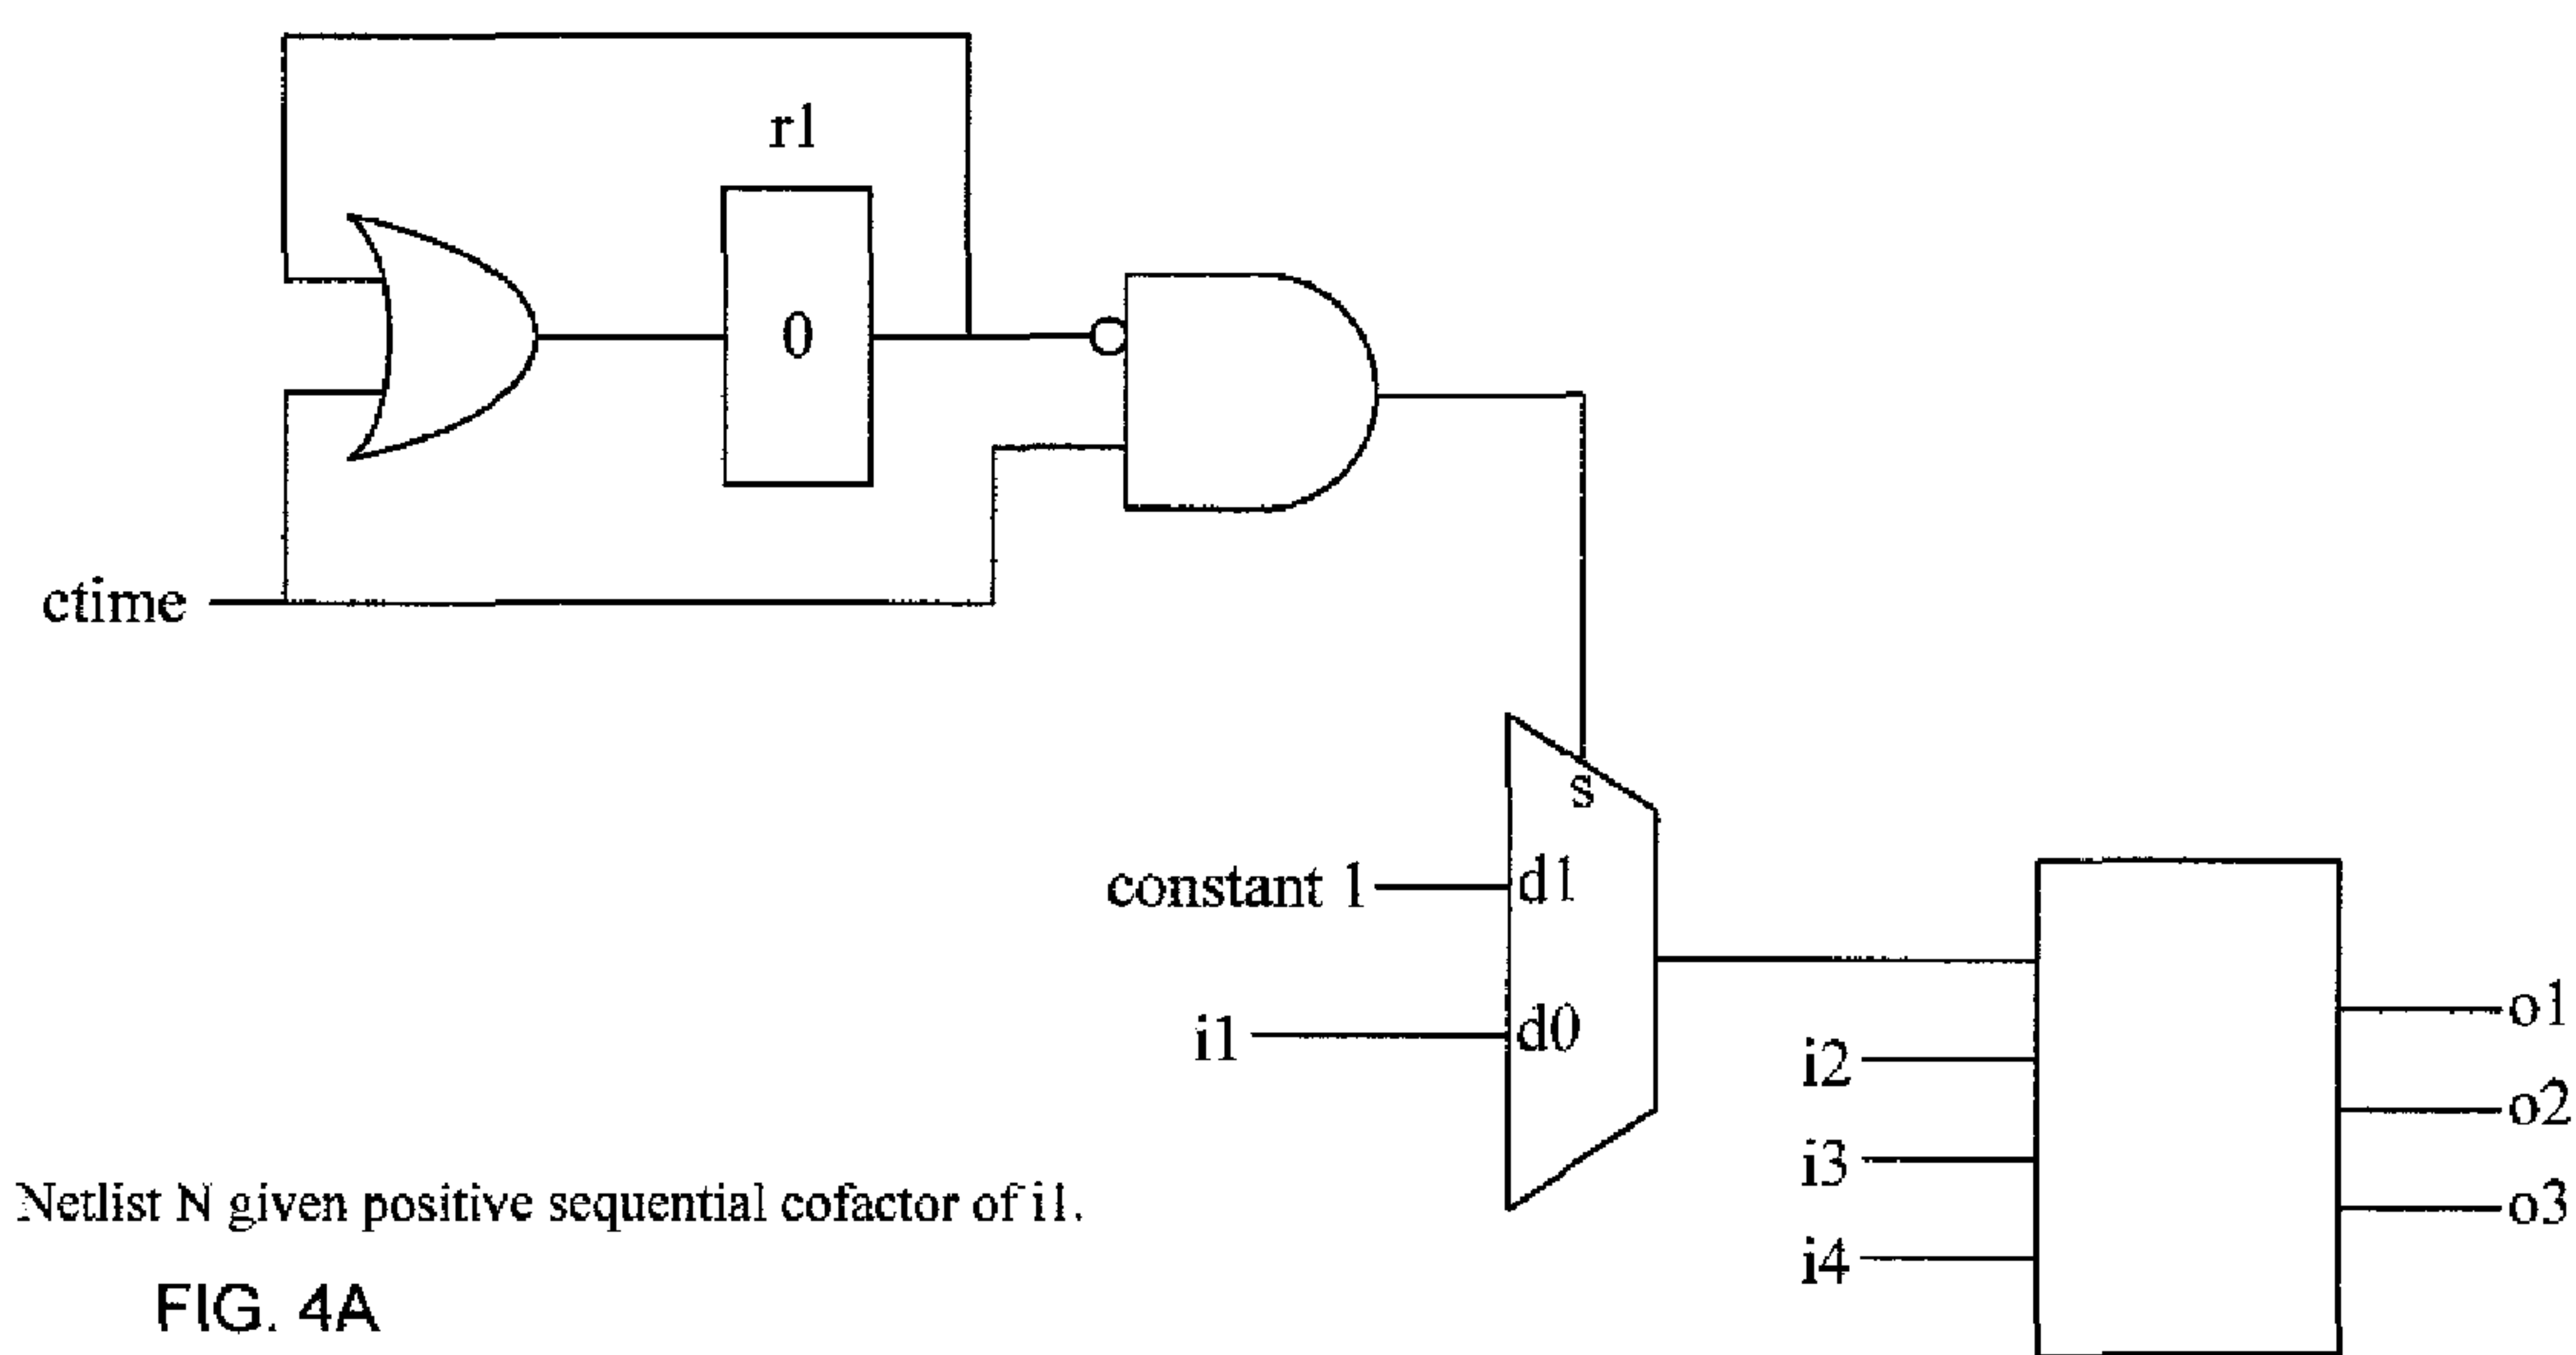 r1
0
ctime
s
constant 1
d1
i1
d0
i2
i3
i4
o1
o2
o3
Netlist N given positive sequential cofactor of i1.
FIG. 4A